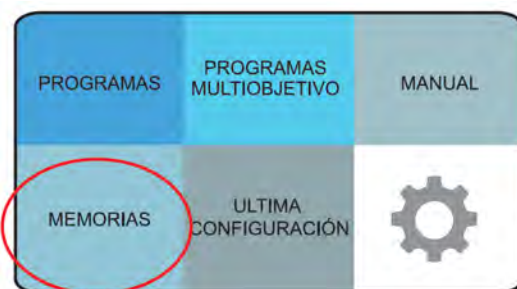 PROGRAMAS
PROGRAMAS
MULTIOBJETIVO
MANUAL
MEMORIAS
ULTIMA
CONFIGURACIÓN